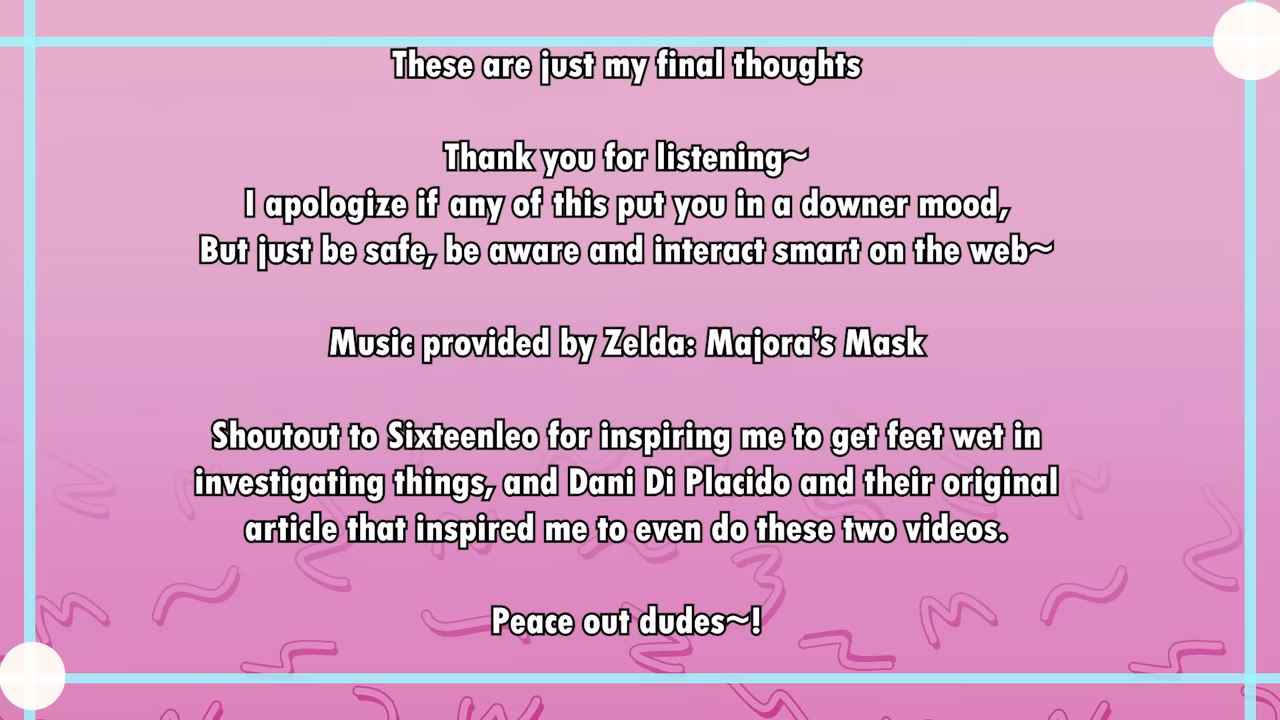 These are just my final thoughts
Thank you for listening~
I apologize if any of this put you in a downer mood,
But just be safe, be aware and interact smart on the web~
Music provided by Zelda: Majora's Mask
Shoutout to Sixteenleo for inspiring me to get feet wet in
investigating things, and Dani Di Placido and their original
article that inspired me to even do these two videos.
Peace out dudes~!